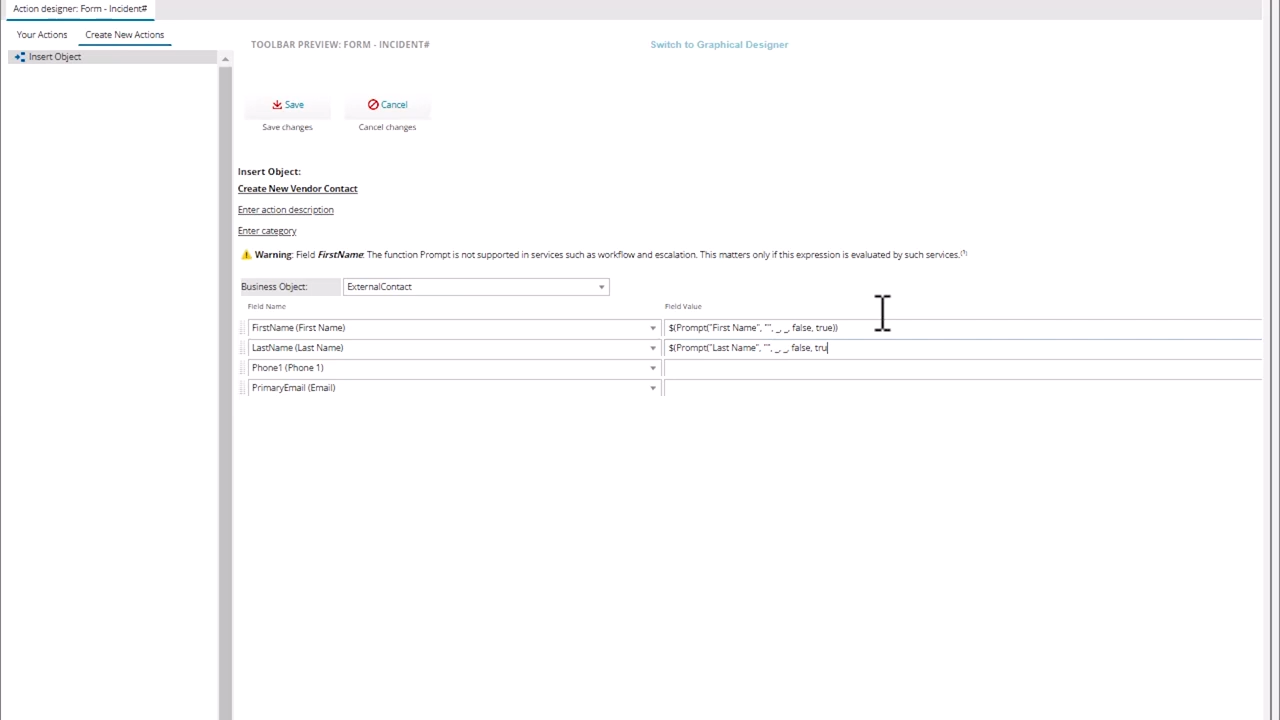 Action designer: Form - Incident#
Your Actions
Create New Actions
Insert Object
TOOLBAR PREVIEW: FORM - INCIDENT#
Switch to Graphical Designer
Save
Cancel
Save changes
Cancel changes
Insert Object:
Create New Vendor Contact
Enter action description
Enter category
Warning: Field FirstName: The function Prompt is not supported in services such as workflow and escalation. This matters only if this expression is evaluated by such services.(*)
Business Object:
ExternalContact
Field Name
Field Value
FirstName (First Name)
$(Prompt("First Name", "", _, _, false, true))
LastName (Last Name)
$(Prompt("Last Name", "", _, _, false, tru
Phone1 (Phone 1)
PrimaryEmail (Email)